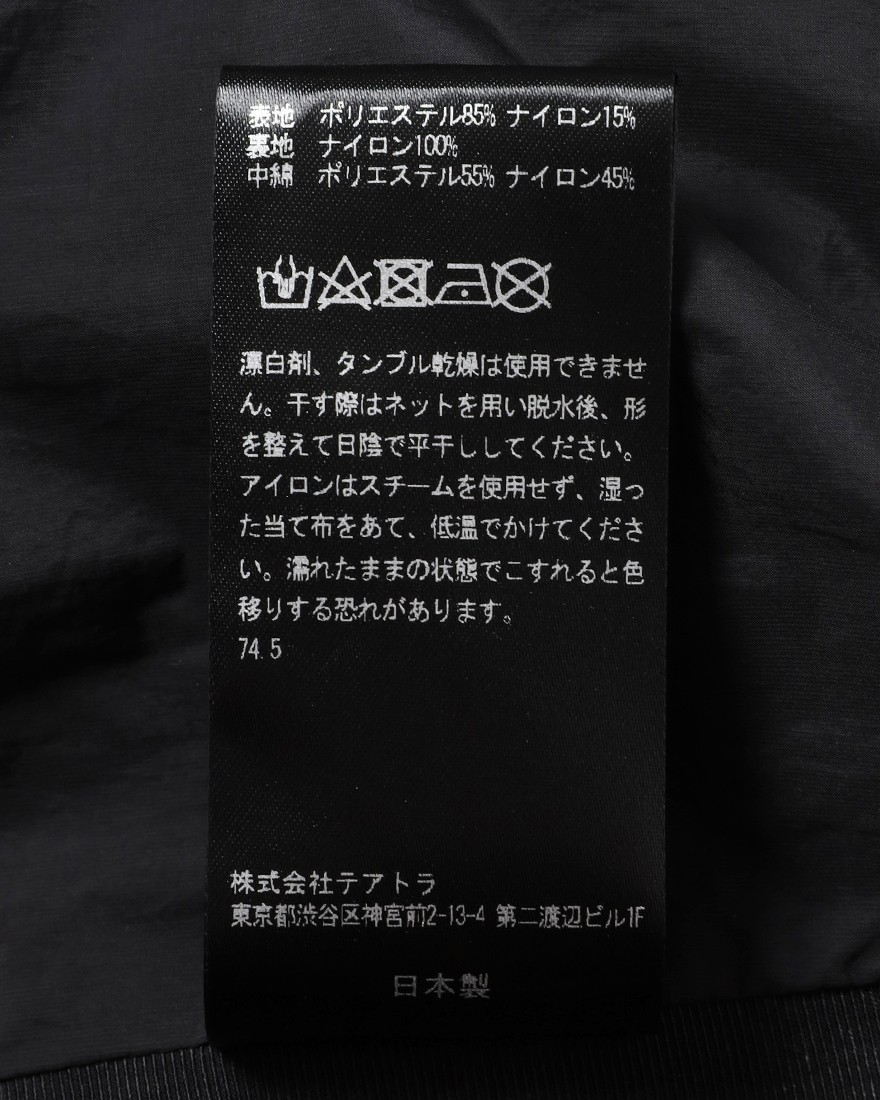 表地 ポリエステル85% ナイロン15%
裏地 ナイロン100%
中綿 ポリエステル55% ナイロン45%
漂白剤、タンブル乾燥は使用できませ
ん。干す際はネットを用い脱水後、形
を整えて日陰で平干ししてください。
アイロンはスチームを使用せず、湿っ
た当て布をあて、低温でかけてくださ
い。濡れたままの状態でこすれると色
移りする恐れがあります。
74.5
株式会社テアトラ
東京都渋谷区神宮前2-13-4 第二渡辺ビル1F
日本製